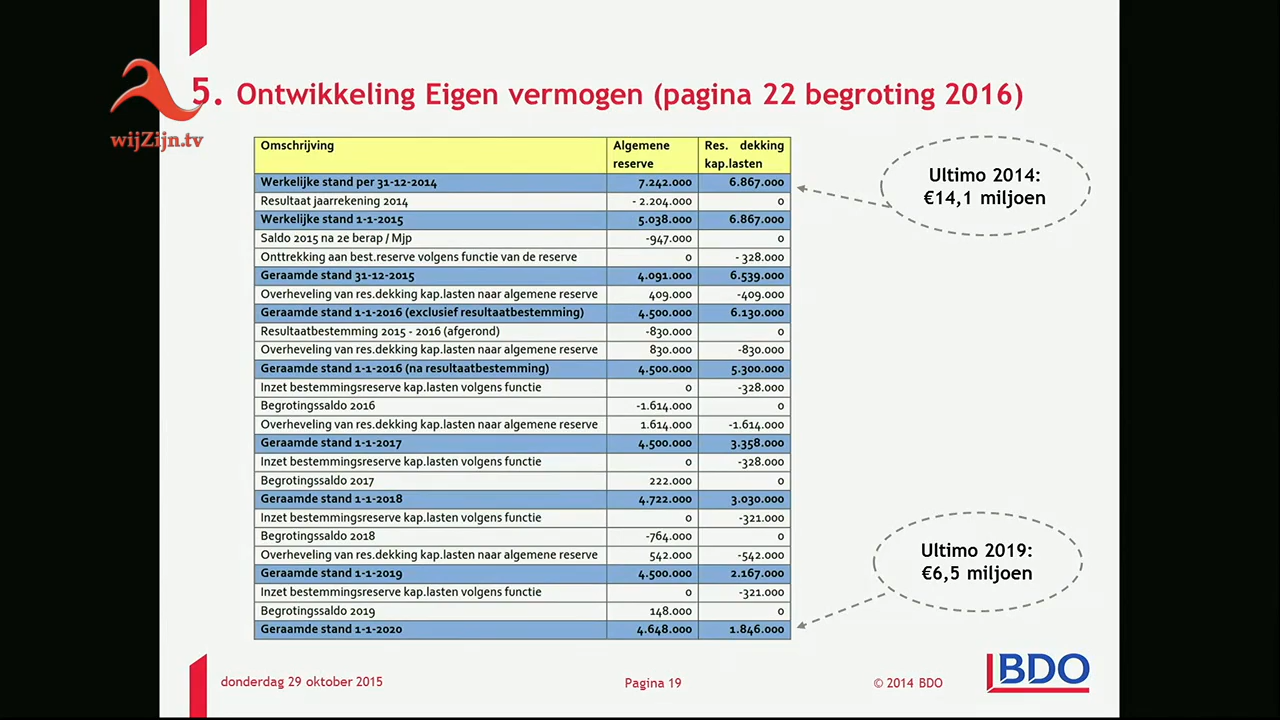 5. Ontwikkeling Eigen vermogen (pagina 22 begroting 2016)
wijZijn.tv
Omschrijving Algemene reserve Res. dekking kap.lasten
Werkelijke stand per 31-12-2014 7.242.000 6.867.000
Resultaat jaarrekening 2014 - 2.204.000 0
Werkelijke stand 1-1-2015 5.038.000 6.867.000
Saldo 2015 na 2e berap / Mjp -947.000 0
Onttrekking aan best.reserve volgens functie van de reserve 0 - 328.000
Geraamde stand 31-12-2015 4.091.000 6.539.000
Overheveling van res.dekking kap.lasten naar algemene reserve 409.000 -409.000
Geraamde stand 1-1-2016 (exclusief resultaatbestemming) 4.500.000 6.130.000
Resultaatbestemming 2015 - 2016 (afgerond) -830.000 0
Overheveling van res.dekking kap.lasten naar algemene reserve 830.000 -830.000
Geraamde stand 1-1-2016 (na resultaatbestemming) 4.500.000 5.300.000
Inzet bestemmingsreserve kap.lasten volgens functie 0 -328.000
Begrotingssaldo 2016 -1.614.000 0
Overheveling van res.dekking kap.lasten naar algemene reserve 1.614.000 -1.614.000
Geraamde stand 1-1-2017 4.500.000 3.358.000
Inzet bestemmingsreserve kap.lasten volgens functie 0 -328.000
Begrotingssaldo 2017 222.000 0
Geraamde stand 1-1-2018 4.722.000 3.030.000
Inzet bestemmingsreserve kap.lasten volgens functie 0 -321.000
Begrotingssaldo 2018 -764.000 0
Overheveling van res.dekking kap.lasten naar algemene reserve 542.000 -542.000
Geraamde stand 1-1-2019 4.500.000 2.167.000
Inzet bestemmingsreserve kap.lasten volgens functie 0 -321.000
Begrotingssaldo 2019 148.000 0
Geraamde stand 1-1-2020 4.648.000 1.846.000
Ultimo 2014:
€14,1 miljoen
Ultimo 2019:
€6,5 miljoen
donderdag 29 oktober 2015
Pagina 19
© 2014 BDO
BDO